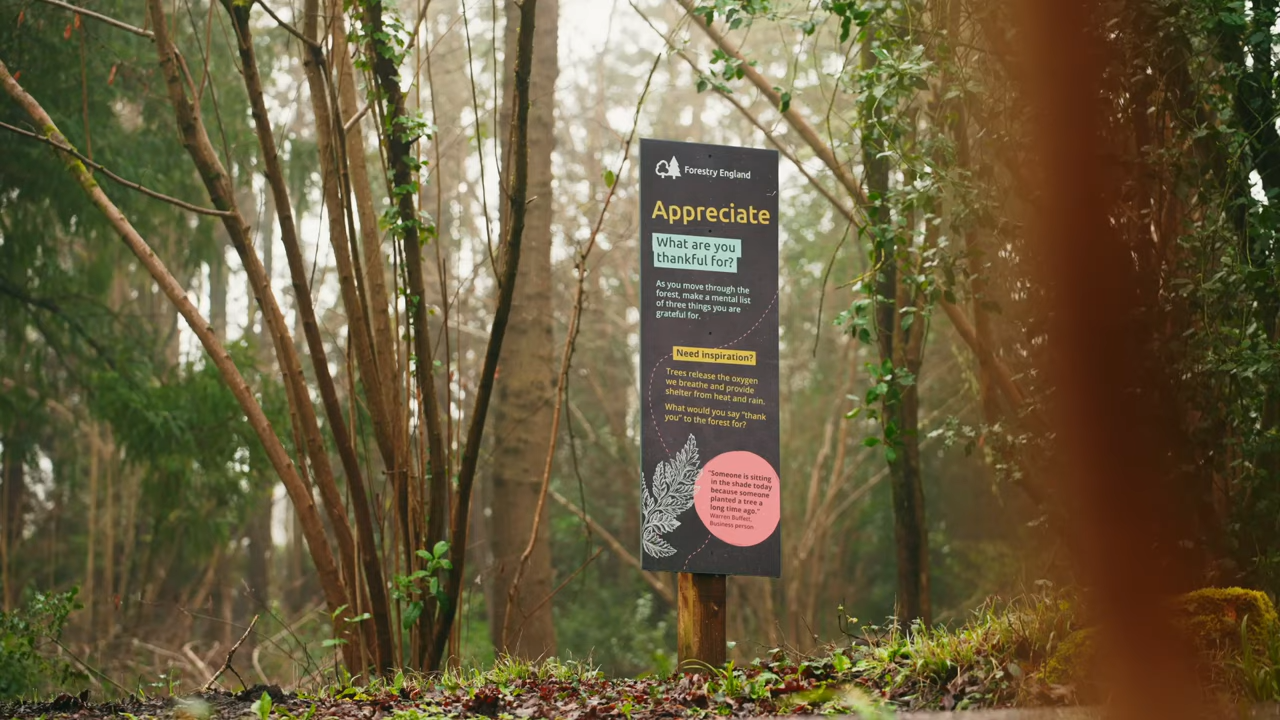 Forestry England
Appreciate
What are you
thankful for?
As you move through the
forest, make a mental list
of three things you are
grateful for.
Need inspiration?
Trees release the oxygen
we breathe and provide
shelter from heat and rain.
What would you say "thank
you" to the forest for?
"Someone is sitting
in the shade today
because someone
planted a tree a
long time ago."
Warren Buffett,
Business person